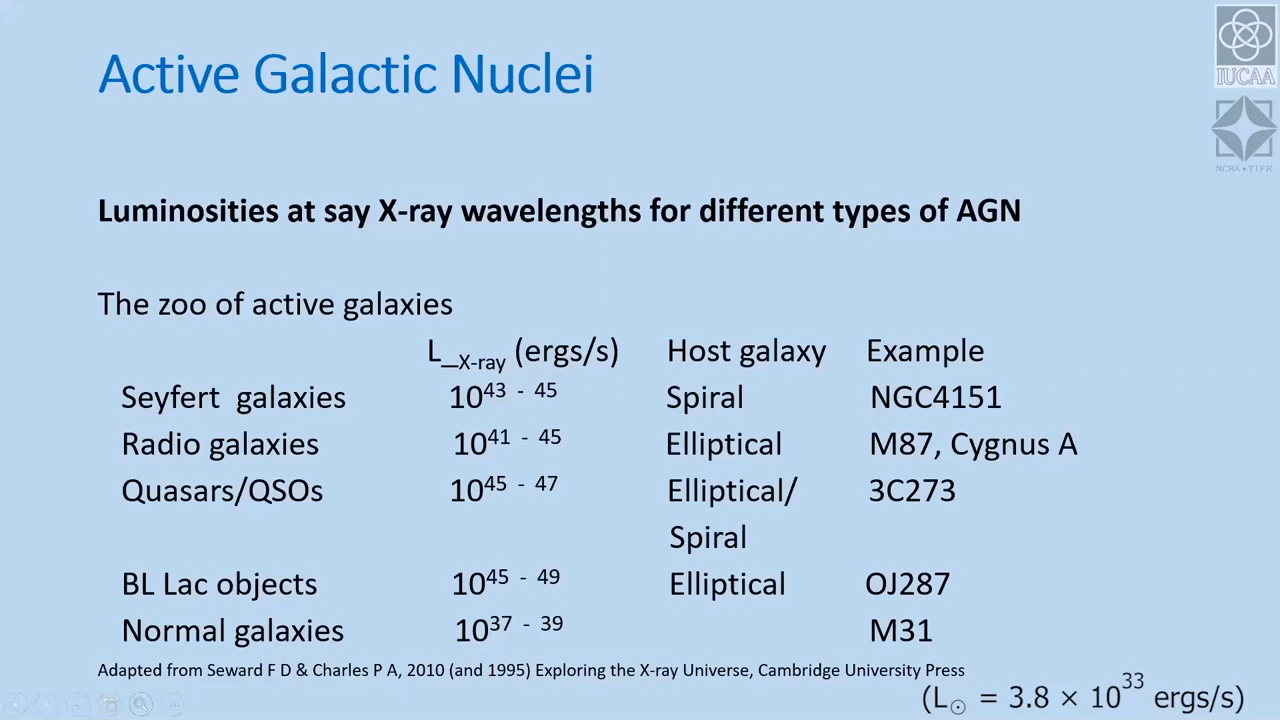 Active Galactic Nuclei
IUCAA
NCRA • TIFR
Luminosities at say X-ray wavelengths for different types of AGN
The zoo of active galaxies
L_X-ray (ergs/s) Host galaxy Example
Seyfert galaxies 10^43 - 45 Spiral NGC4151
Radio galaxies 10^41 - 45 Elliptical M87, Cygnus A
Quasars/QSOs 10^45 - 47 Elliptical/ 3C273
Spiral
BL Lac objects 10^45 - 49 Elliptical OJ287
Normal galaxies 10^37 - 39 M31
Adapted from Seward F D & Charles P A, 2010 (and 1995) Exploring the X-ray Universe, Cambridge University Press
(L☉ = 3.8 × 10^33 ergs/s)